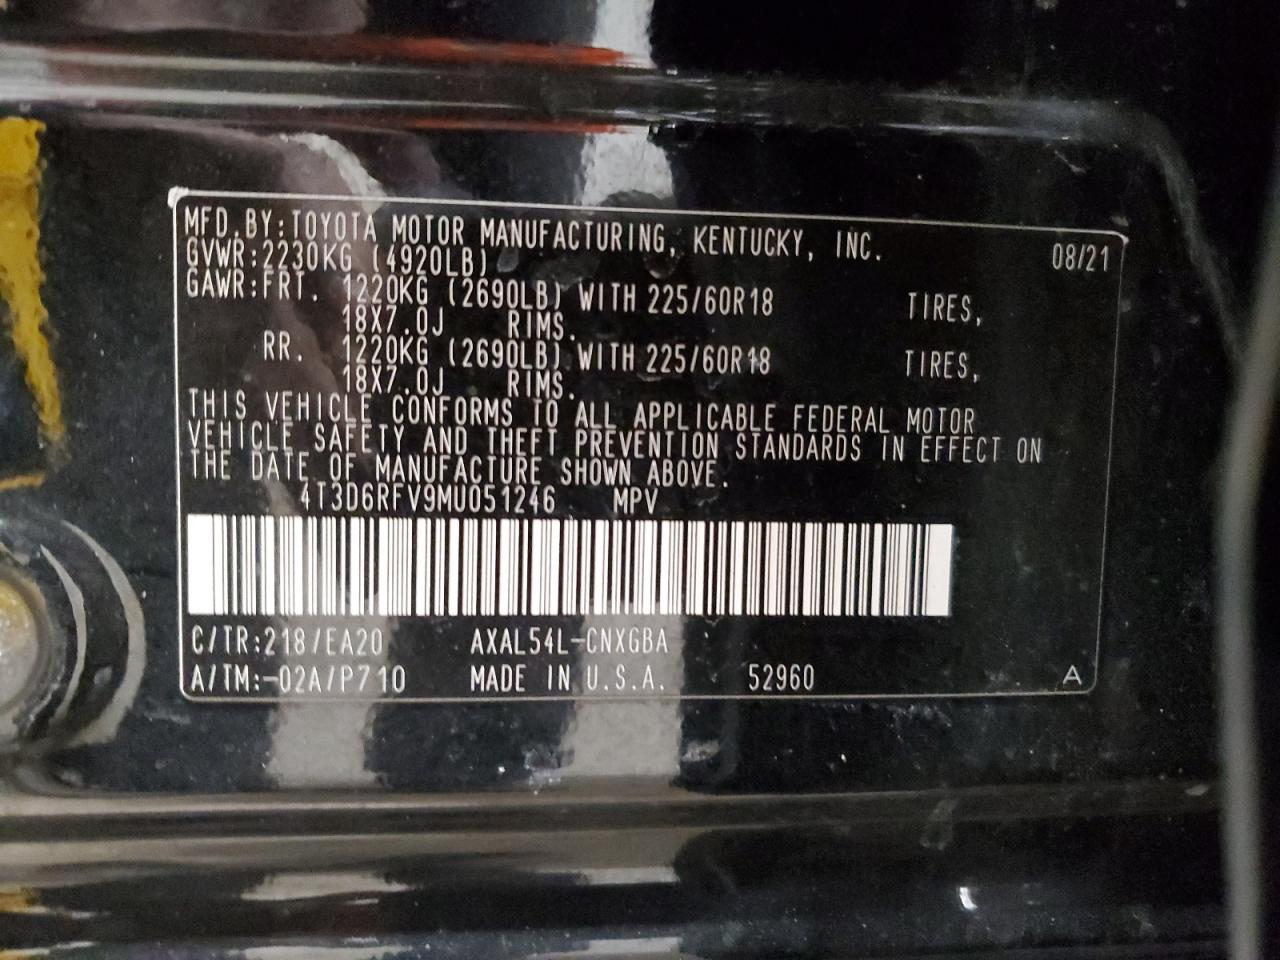 MFD.BY:TOYOTA MOTOR MANUFACTURING, KENTUCKY, INC. 08/21
GVWR:2230KG (4920LB)
GAWR:FRT. 1220KG (2690LB) WITH 225/60R18 TIRES,
18X7.0J RIMS.
RR. 1220KG (2690LB) WITH 225/60R18 TIRES,
18X7.0J RIMS.
THIS VEHICLE CONFORMS TO ALL APPLICABLE FEDERAL MOTOR
VEHICLE SAFETY AND THEFT PREVENTION STANDARDS IN EFFECT ON
THE DATE OF MANUFACTURE SHOWN ABOVE.
4T3D6RFV9MU051246 MPV
C/TR:218/EA20 AXAL54L-CNXGBA
A/TM:-02A/P710 MADE IN U.S.A. 52960 A